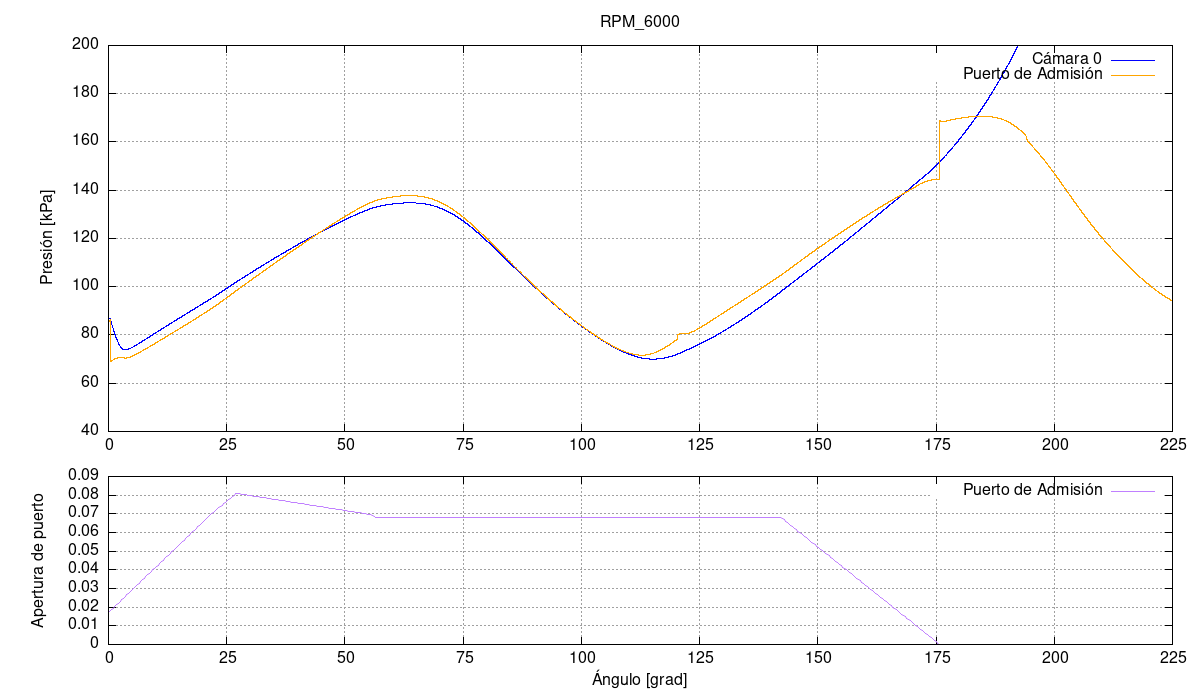 RPM_6000
Presión [kPa]
200
180
160
140
120
100
80
60
40
Cámara 0
Puerto de Admisión
0 25 50 75 100 125 150 175 200 225
Apertura de puerto
0.09
0.08
0.07
0.06
0.05
0.04
0.03
0.02
0.01
0
Puerto de Admisión
0 25 50 75 100 125 150 175 200 225
Ángulo [grad]